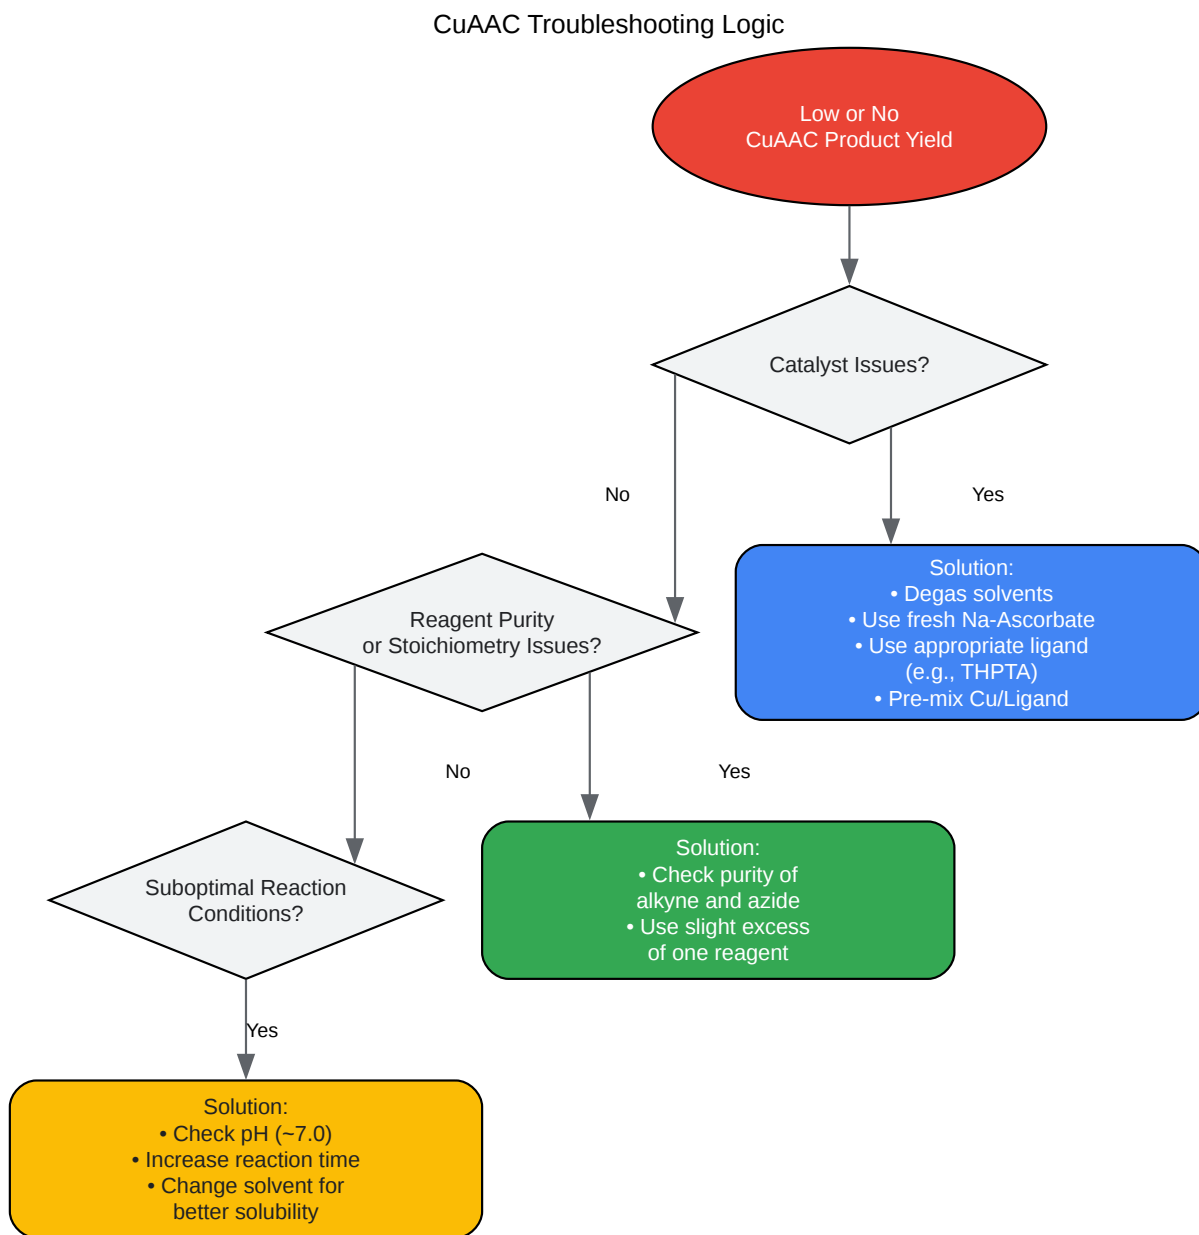 CuAAC Troubleshooting Logic
Low or No
CuAAC Product Yield
Catalyst Issues?
No
Yes
Solution:
• Degas solvents
• Use fresh Na-Ascorbate
• Use appropriate ligand
(e.g., THPTA)
• Pre-mix Cu/Ligand
Reagent Purity
or Stoichiometry Issues?
No
Yes
Solution:
• Check purity of
alkyne and azide
• Use slight excess
of one reagent
Suboptimal Reaction
Conditions?
Yes
Solution:
• Check pH (~7.0)
• Increase reaction time
• Change solvent for
better solubility